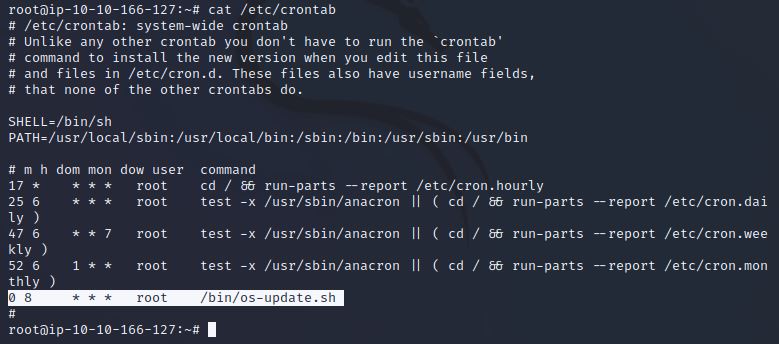 root@ip-10-10-166-127:~# cat /etc/crontab
# /etc/crontab: system-wide crontab
# Unlike any other crontab you don't have to run the `crontab'
# command to install the new version when you edit this file
# and files in /etc/cron.d. These files also have username fields,
# that none of the other crontabs do.

SHELL=/bin/sh
PATH=/usr/local/sbin:/usr/local/bin:/sbin:/bin:/usr/sbin:/usr/bin

# m h dom mon dow user  command
17 *    * * *   root    cd / && run-parts --report /etc/cron.hourly
25 6    * * *   root    test -x /usr/sbin/anacron || ( cd / && run-parts --report /etc/cron.dai
ly )
47 6    * * 7   root    test -x /usr/sbin/anacron || ( cd / && run-parts --report /etc/cron.wee
kly )
52 6    1 * *   root    test -x /usr/sbin/anacron || ( cd / && run-parts --report /etc/cron.mon
thly )
0 8     * * *   root    /bin/os-update.sh
#
root@ip-10-10-166-127:~#